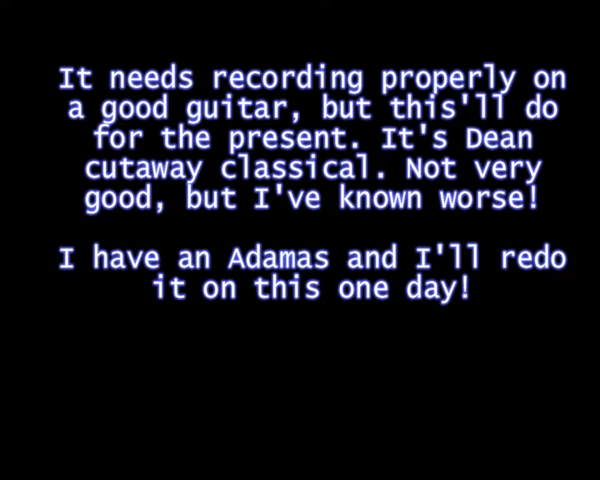 It needs recording properly on
a good guitar, but this'll do
for the present. It's Dean
cutaway classical. Not very
good, but I've known worse!
I have an Adamas and I'll redo
it on this one day!